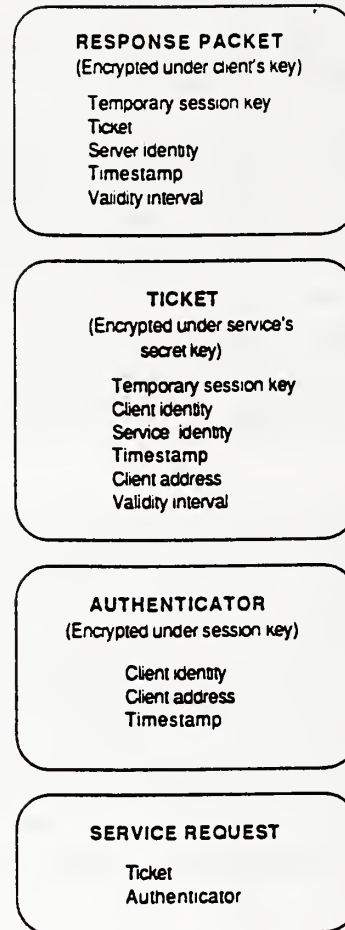 RESPONSE PACKET
(Encrypted under client's key)
Temporary session key
Ticket
Server identity
Timestamp
Validity interval
TICKET
(Encrypted under service's
secret key)
Temporary session key
Client identity
Service identity
Timestamp
Client address
Validity interval
AUTHENTICATOR
(Encrypted under session key)
Client identity
Client address
Timestamp
SERVICE REQUEST
Ticket
Authenticator